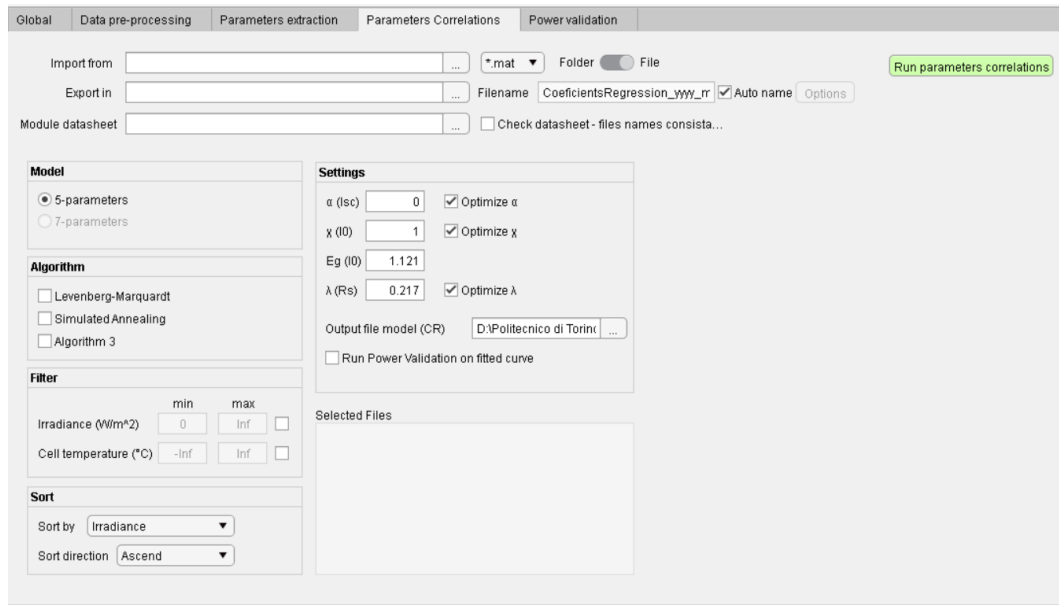 Global Data pre-processing Parameters extraction Parameters Correlations Power validation
Import from ... *.mat Folder File Run parameters correlations
Export in ... Filename CoeficientsRegression_yyyy_m Auto name Options
Module datasheet ... Check datasheet - files names consista...
Model
5-parameters
7-parameters
Algorithm
Levenberg-Marquardt
Simulated Annealing
Algorithm 3
Filter
min max
Irradiance (W/m^2) 0 Inf
Cell temperature (°C) -Inf Inf
Sort
Sort by Irradiance
Sort direction Ascend
Settings
α (Isc) 0 Optimize α
χ (I0) 1 Optimize χ
Eg (I0) 1.121
λ (Rs) 0.217 Optimize λ
Output file model (CR) D:\Politecnico di Torino ...
Run Power Validation on fitted curve
Selected Files